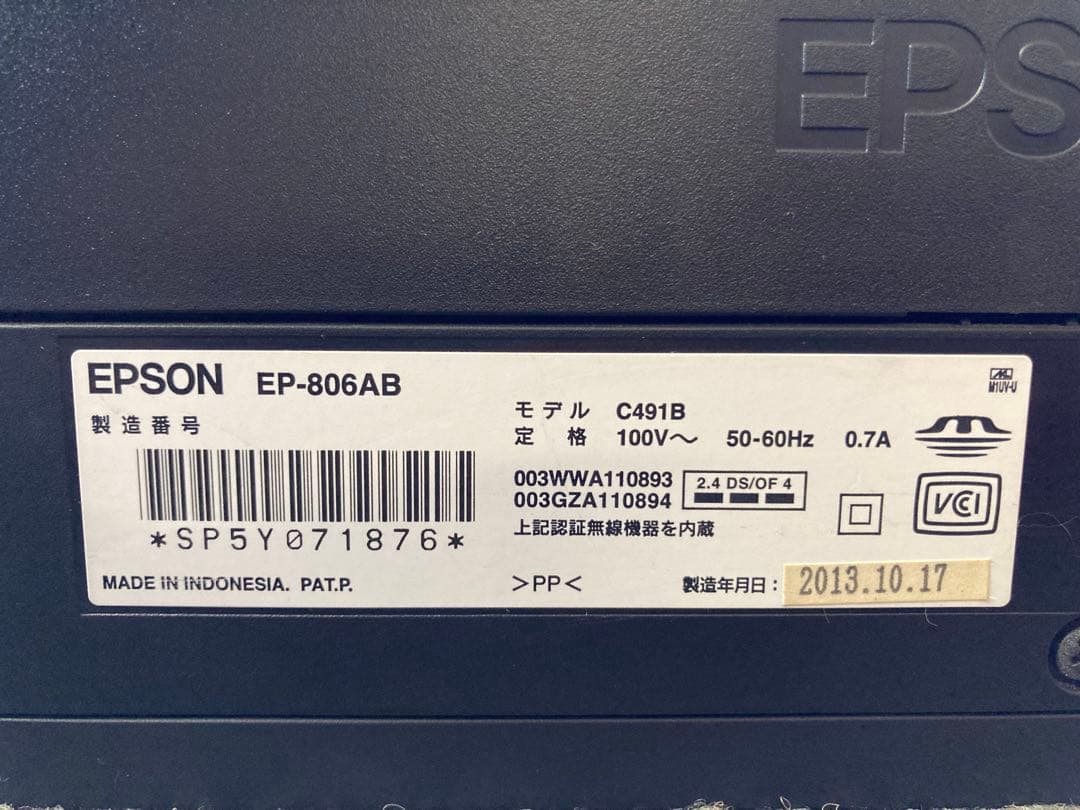 EPS
EPSON EP-806AB
製造番号
*SP5Y071876*
MADE IN INDONESIA. PAT.P.
モデル C491B
定格 100V～ 50-60Hz 0.7A
003WWA110893
003GZA110894
2.4 DS/OF 4
上記認証無線機器を内蔵
>PP<
製造年月日：2013.10.17
M1UV-U
VCI